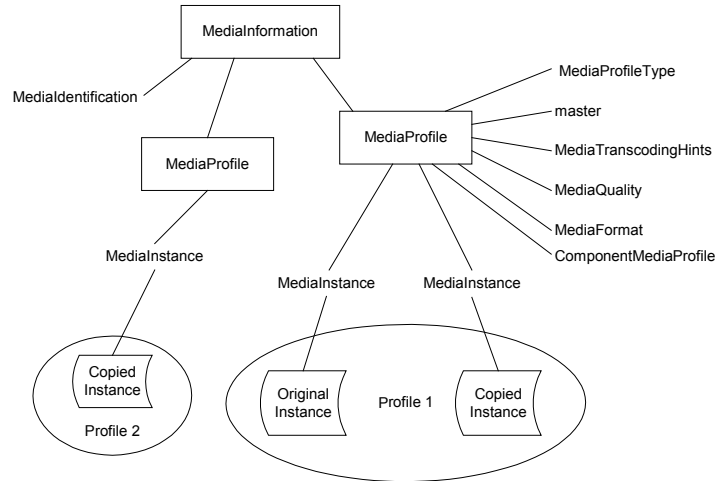 MediaInformation
MediaIdentification
MediaProfile
MediaProfile
MediaProfileType
master
MediaTranscodingHints
MediaQuality
MediaFormat
ComponentMediaProfile
MediaInstance
MediaInstance
MediaInstance
Copied
Instance
Profile 2
Original
Instance
Profile 1
Copied
Instance